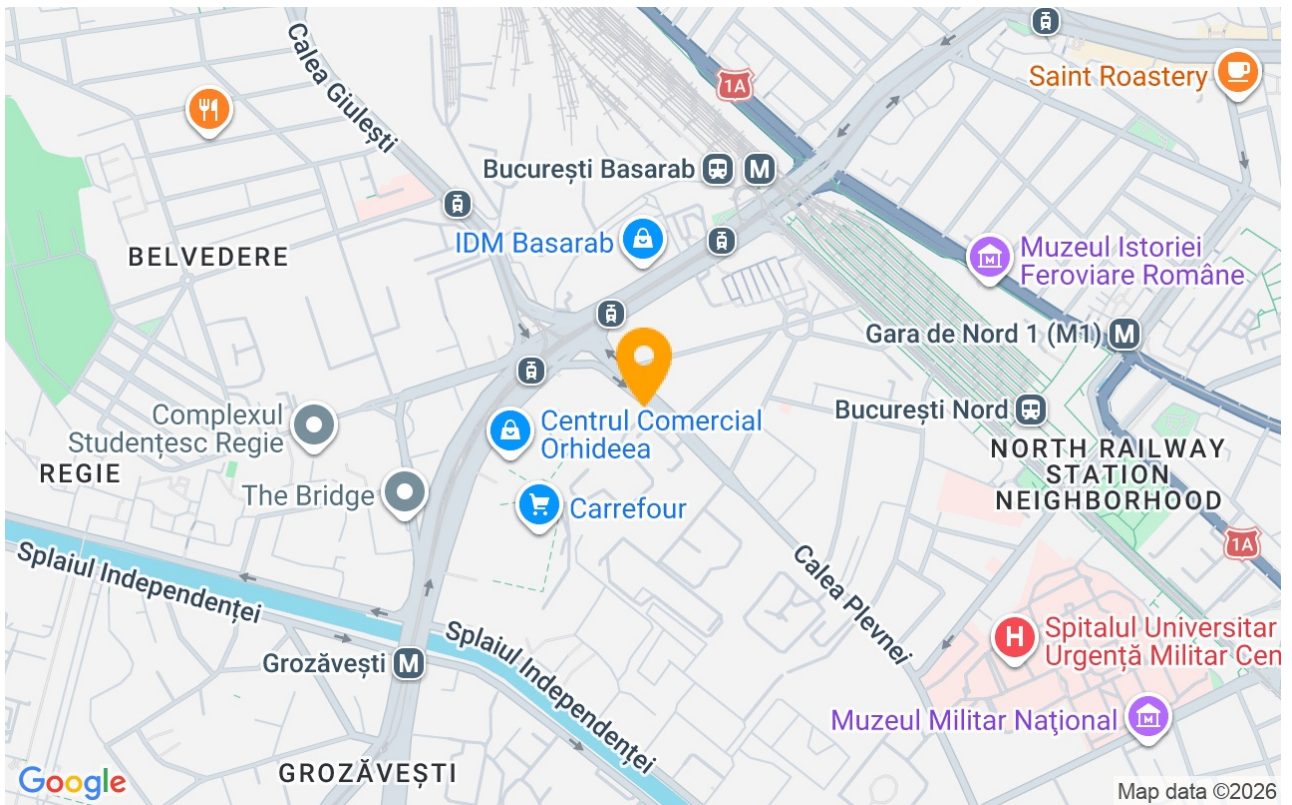 Calea Giulești
1A
Saint Roastery
București Basarab
M
IDM Basarab
BELVEDERE
Muzeul Istoriei
Feroviare Române
Gara de Nord 1 (M1)
M
București Nord
Complexul
Studențesc Regie
Centrul Comercial
Orhideea
REGIE
The Bridge
Carrefour
NORTH RAILWAY
STATION
NEIGHBORHOOD
1A
Splaiul Independenței
Calea Plevnei
Splaiul Independenței
H
Spitalul Universitar
Urgență Militar Cen
Grozăvești
M
Muzeul Militar Naţional
GROZĂVEȘTI
Google
Map data ©2026